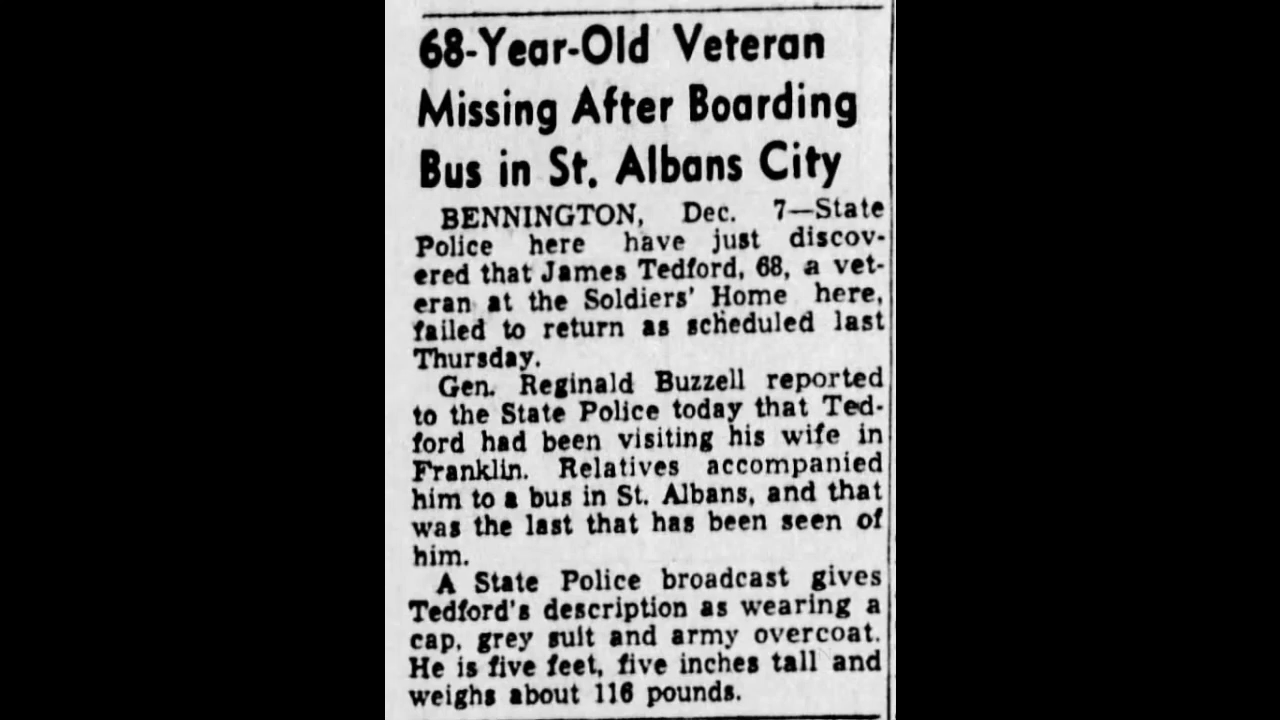 68-Year-Old Veteran
Missing After Boarding
Bus in St. Albans City
BENNINGTON, Dec. 7—State
Police here have just discov-
ered that James Tedford, 68, a vet-
eran at the Soldiers' Home here,
failed to return as scheduled last
Thursday.
Gen. Reginald Buzzell reported
to the State Police today that Ted-
ford had been visiting his wife in
Franklin. Relatives accompanied
him to a bus in St. Albans, and that
was the last that has been seen of
him.
A State Police broadcast gives
Tedford's description as wearing a
cap, grey suit and army overcoat.
He is five feet, five inches tall and
weighs about 116 pounds.